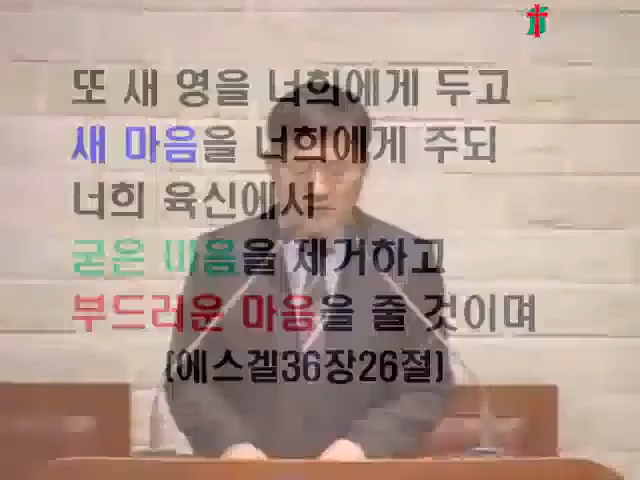 또 새 영을 너희에게 두고
새 마음을 너희에게 주되
너희 육신에서
굳은 마음을 제거하고
부드러운 마음을 줄 것이며
(에스겔36장26절)